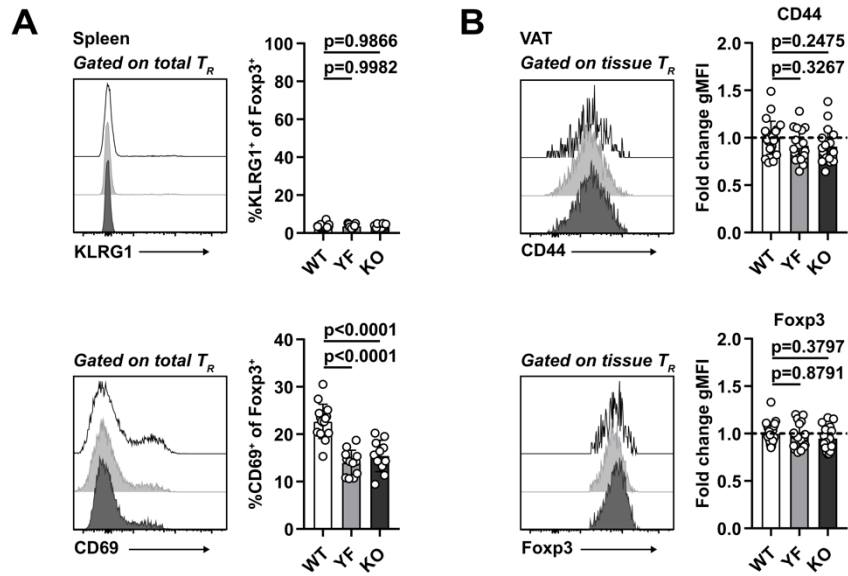 A
Spleen
Gated on total TR
KLRG1
%KLRG1+ of Foxp3+
100
80
60
40
20
0
p=0.9866
p=0.9982
WT
YF
KO
Gated on total TR
CD69
%CD69+ of Foxp3+
40
30
20
10
0
p<0.0001
p<0.0001
WT
YF
KO
B
VAT
Gated on tissue TR
CD44
CD44
Fold change gMFI
2.0
1.5
1.0
0.5
0.0
p=0.2475
p=0.3267
WT
YF
KO
Gated on tissue TR
Foxp3
Foxp3
Fold change gMFI
2.0
1.5
1.0
0.5
0.0
p=0.3797
p=0.8791
WT
YF
KO